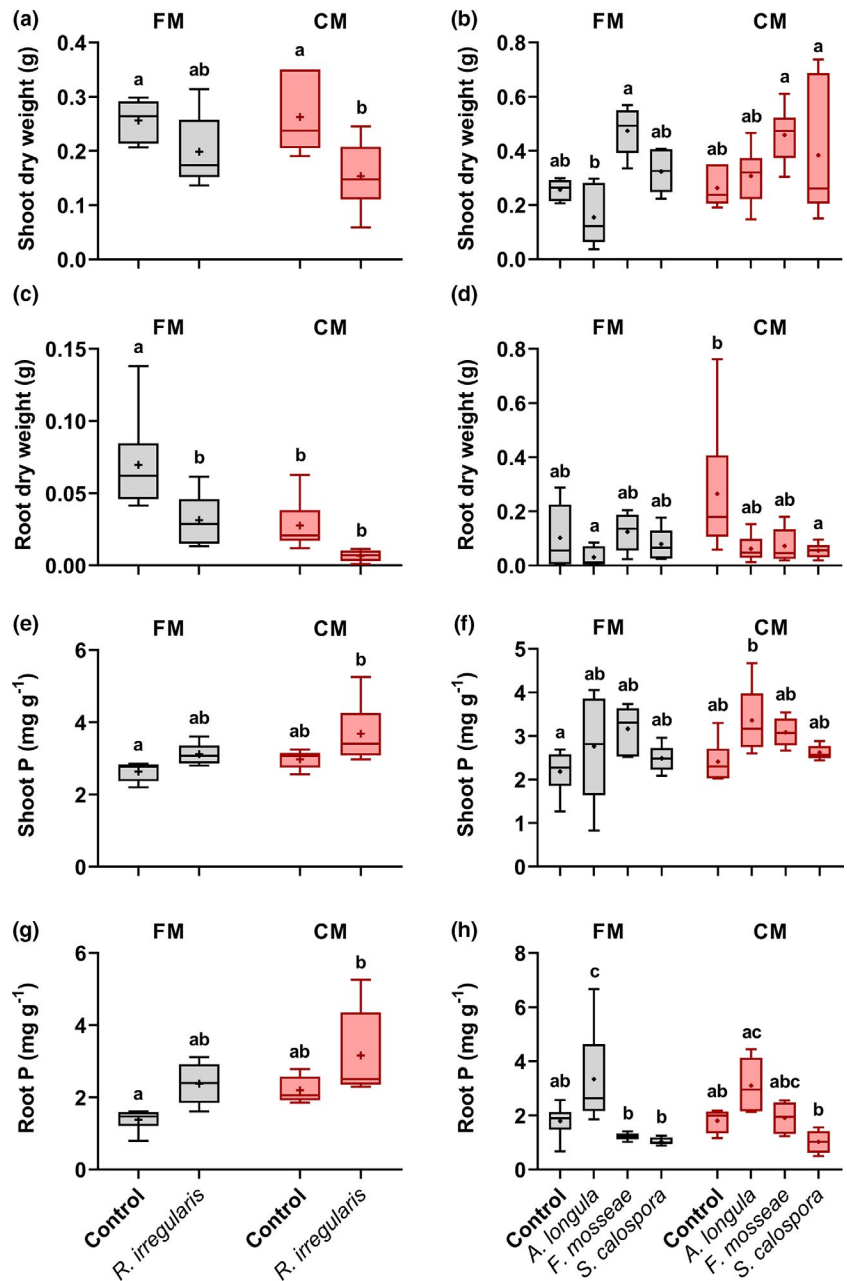 (a)
FM CM
Shoot dry weight (g)
0.4
0.3
0.2
0.1
0.0
a ab a b
(b)
FM CM
Shoot dry weight (g)
0.8
0.6
0.4
0.2
0.0
ab b a ab ab ab a a
(c)
FM CM
Root dry weight (g)
0.15
0.10
0.05
0.00
a b b b
(d)
FM CM
Root dry weight (g)
0.8
0.6
0.4
0.2
0.0
ab a ab ab b ab ab a
(e)
FM CM
Shoot P (mg g⁻¹)
6
4
2
0
a ab ab b
(f)
FM CM
Shoot P (mg g⁻¹)
5
4
3
2
1
0
a ab ab ab ab b ab ab
(g)
FM CM
Root P (mg g⁻¹)
6
4
2
0
a ab ab b
Control
R. irregularis
Control
R. irregularis
(h)
FM CM
Root P (mg g⁻¹)
8
6
4
2
0
ab c b b ab ac abc b
Control
A. longula
F. mosseae
S. calospora
Control
A. longula
F. mosseae
S. calospora